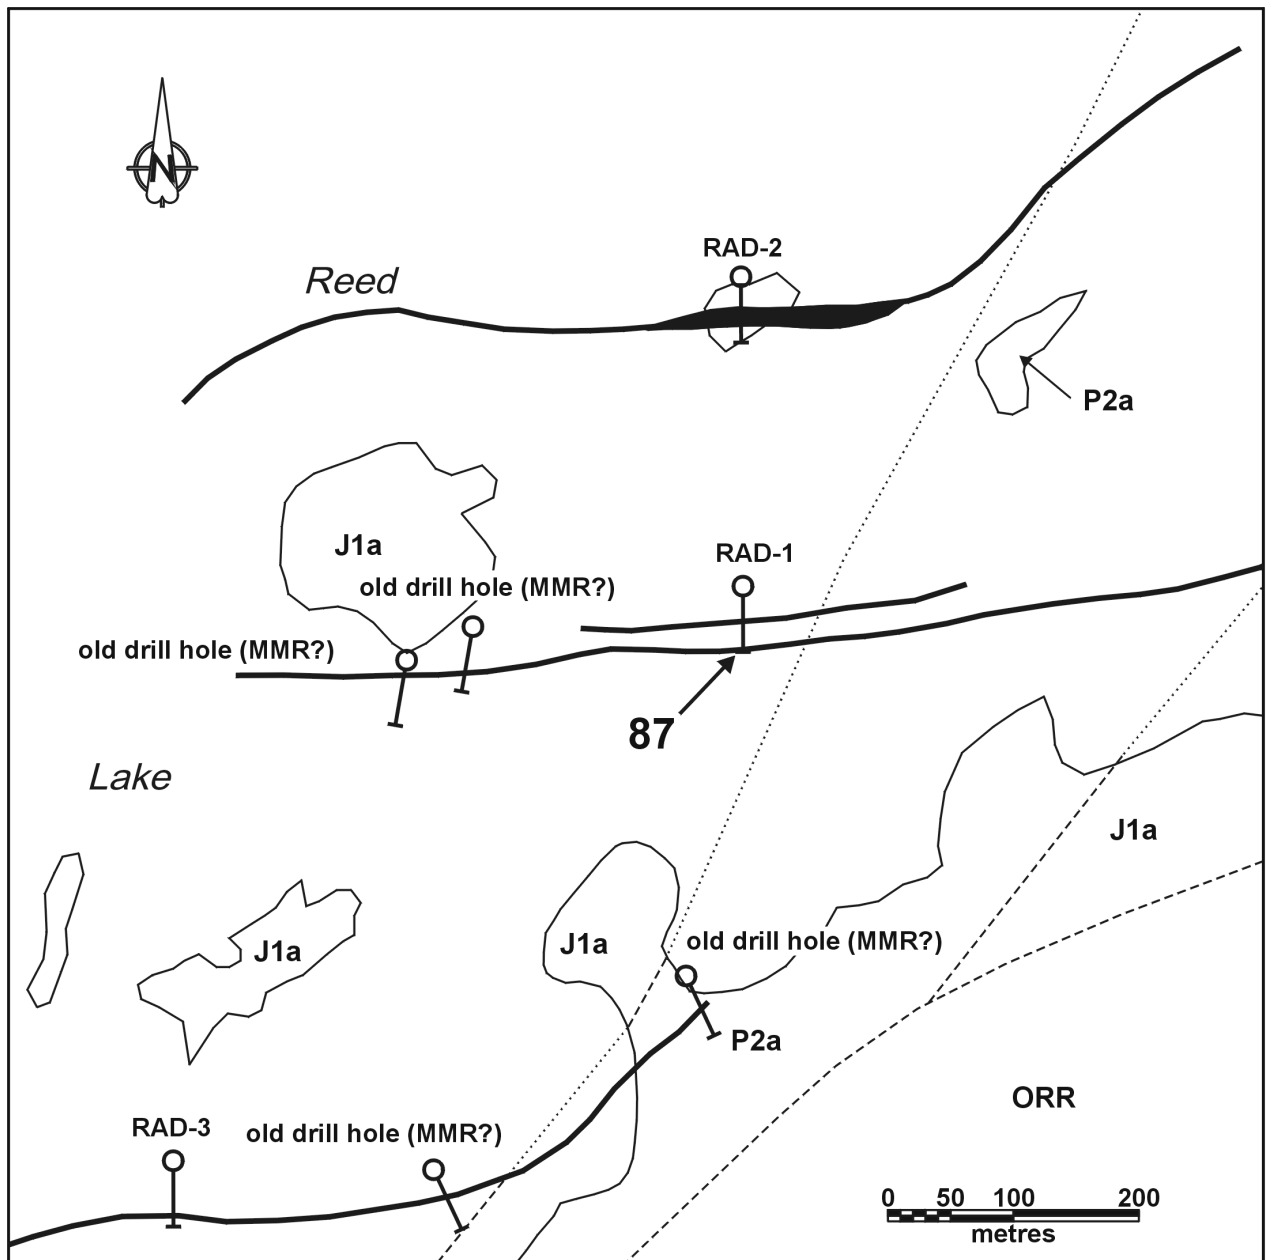 N
RAD-2
Reed
P2a
J1a
RAD-1
old drill hole (MMR?)
old drill hole (MMR?)
87
Lake
J1a
J1a
J1a
old drill hole (MMR?)
P2a
ORR
RAD-3
old drill hole (MMR?)
0 50 100 200
metres